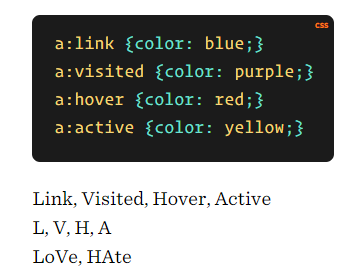 css
a:link {color: blue;}
a:visited {color: purple;}
a:hover {color: red;}
a:active {color: yellow;}
Link, Visited, Hover, Active
L, V, H, A
LoVe, HAte